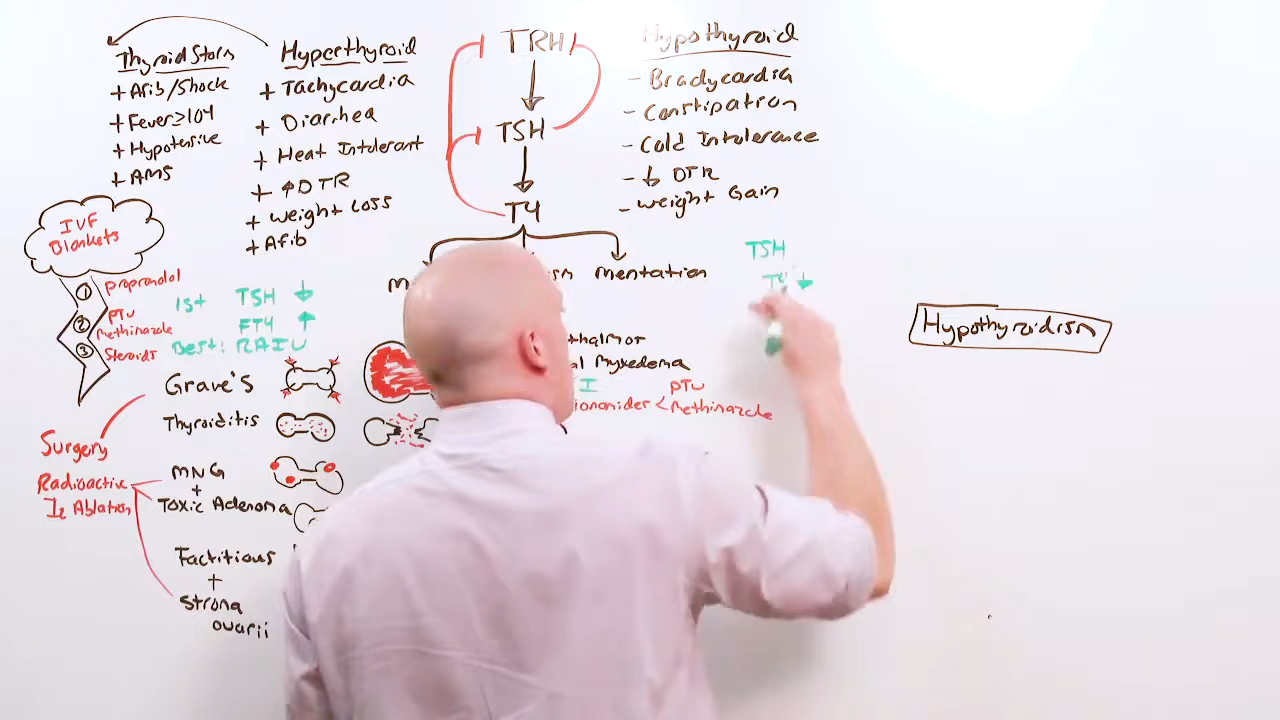 Thyroid Storm
+ Afib/Shock
+ Fever≥104
+ Hypotensive
+ AMS
IVF
Blankets
① propranolol
② PTU
Methimazole
③ Steroids
Hyperthyroid
+ Tachycardia
+ Diarrhea
+ Heat Intolerant
+ ↑DTR
+ Weight Loss
+ Afib
1st TSH ↓
FT4 ↑
Best: RAIU
Grave's
Thyroiditis
MNG
+
Toxic Adenoma
Factitious
+
Struma
ovarii
Surgery
Radioactive
I2 Ablation
TRH
TSH
T4
Mentation
Myxedema
PTU
Methimazole
Hypothyroid
- Bradycardia
- Constipation
- Cold Intolerance
- ↓ DTR
- Weight Gain
TSH
T4 ↓
Hypothyroidism